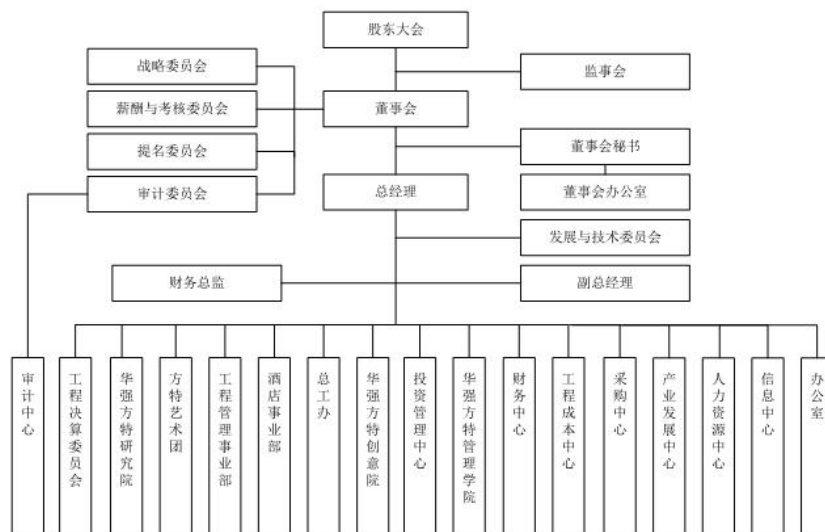 股东大会
战略委员会
监事会
薪酬与考核委员会
董事会
提名委员会
董事会秘书
审计委员会
总经理
董事会办公室
发展与技术委员会
财务总监
副总经理
审计中心
工程决算委员会
华强方特研究院
方特艺术团
工程管理事业部
酒店事业部
总工办
华强方特创意院
投资管理中心
华强方特管理学院
财务中心
工程成本中心
采购中心
产业发展中心
人力资源中心
信息中心
办公室